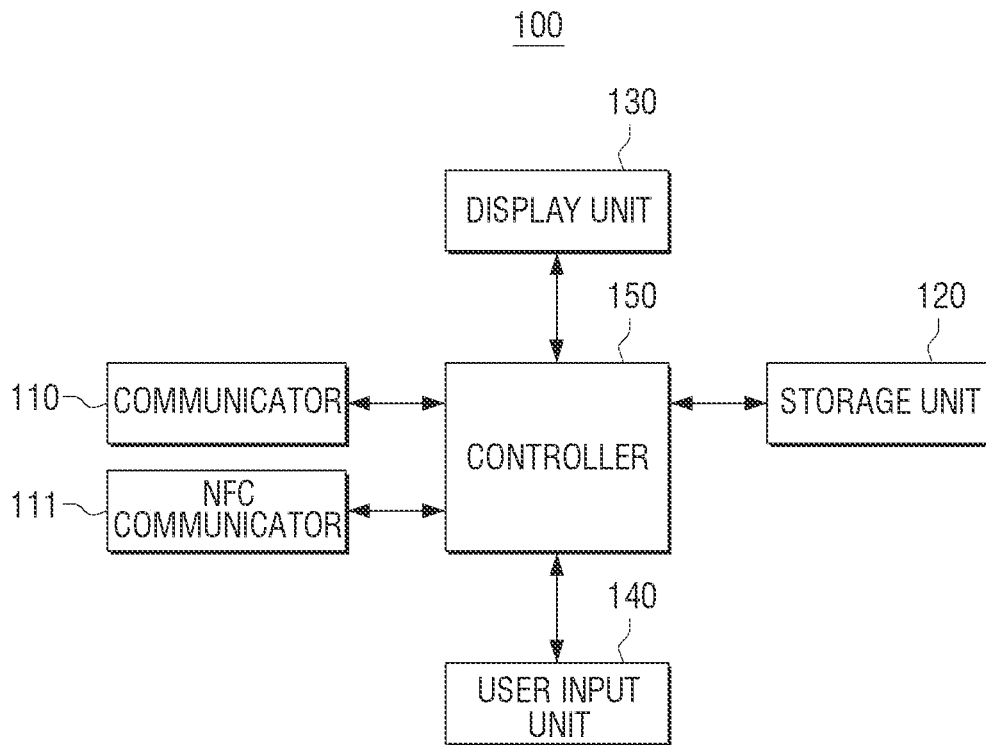 100
130
DISPLAY UNIT
150
120
110
COMMUNICATOR
CONTROLLER
STORAGE UNIT
111
NFC
COMMUNICATOR
140
USER INPUT
UNIT